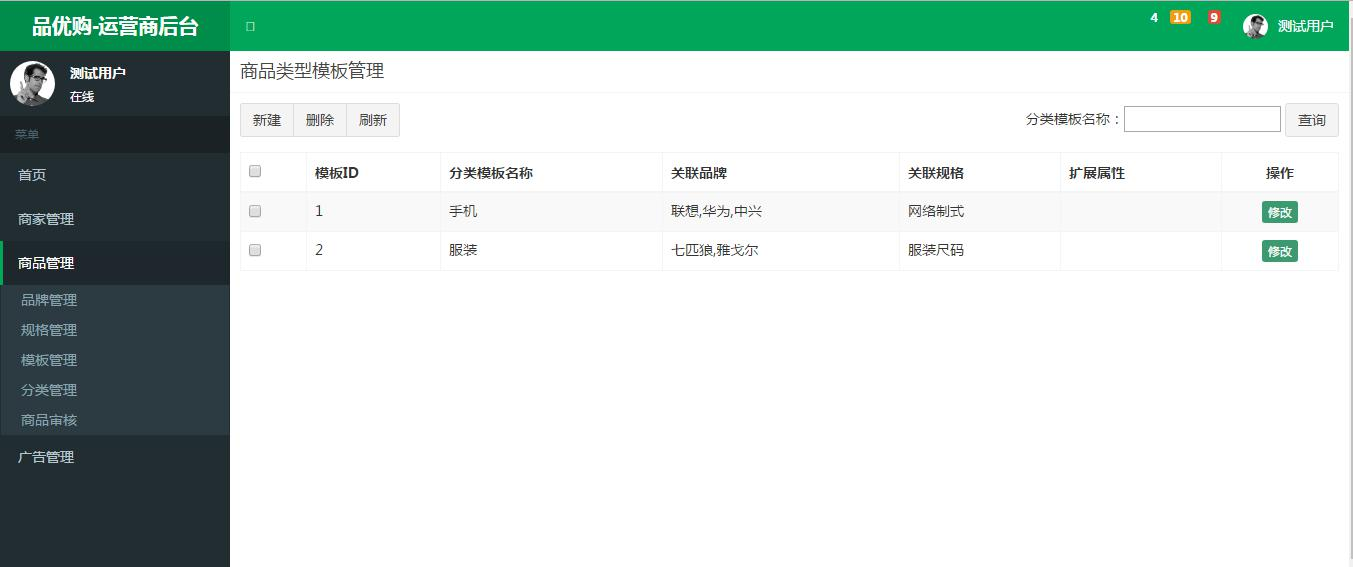 品优购-运营商后台
4 10 9 测试用户
测试用户
在线
菜单
首页
商家管理
商品管理
品牌管理
规格管理
模板管理
分类管理
商品审核
广告管理
商品类型模板管理
新建 删除 刷新 分类模板名称： 查询
模板ID 分类模板名称 关联品牌 关联规格 扩展属性 操作
1 手机 联想,华为,中兴 网络制式 修改
2 服装 七匹狼,雅戈尔 服装尺码 修改